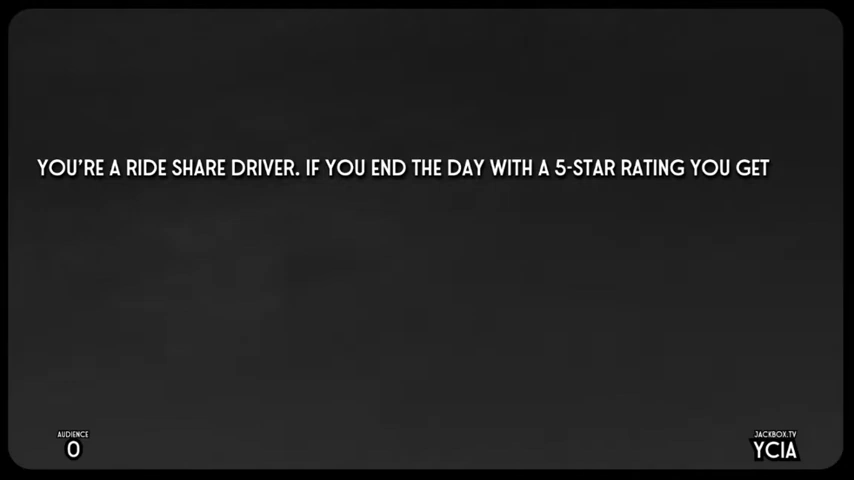 YOU'RE A RIDE SHARE DRIVER. IF YOU END THE DAY WITH A 5-STAR RATING YOU GET
AUDIENCE
0
JACKBOX.TV
YCIA